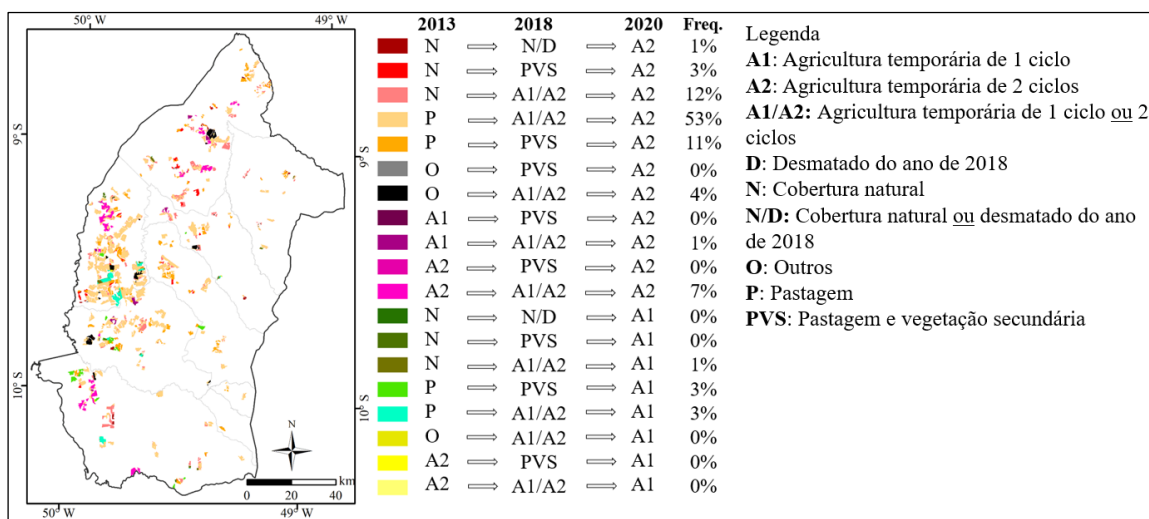 50° W
49° W
9° S
9° S
10° S
10° S
N
0
20
40
km
50° W
49° W
2013 2018 2020 Freq.
N ⇒ N/D ⇒ A2 1%
N ⇒ PVS ⇒ A2 3%
N ⇒ A1/A2 ⇒ A2 12%
P ⇒ A1/A2 ⇒ A2 53%
P ⇒ PVS ⇒ A2 11%
O ⇒ PVS ⇒ A2 0%
O ⇒ A1/A2 ⇒ A2 4%
A1 ⇒ PVS ⇒ A2 0%
A1 ⇒ A1/A2 ⇒ A2 1%
A2 ⇒ PVS ⇒ A2 0%
A2 ⇒ A1/A2 ⇒ A2 7%
N ⇒ N/D ⇒ A1 0%
N ⇒ PVS ⇒ A1 0%
N ⇒ A1/A2 ⇒ A1 1%
P ⇒ PVS ⇒ A1 3%
P ⇒ A1/A2 ⇒ A1 3%
O ⇒ A1/A2 ⇒ A1 0%
A2 ⇒ PVS ⇒ A1 0%
A2 ⇒ A1/A2 ⇒ A1 0%
Legenda
A1: Agricultura temporária de 1 ciclo
A2: Agricultura temporária de 2 ciclos
A1/A2: Agricultura temporária de 1 ciclo ou 2
ciclos
D: Desmatado do ano de 2018
N: Cobertura natural
N/D: Cobertura natural ou desmatado do ano
de 2018
O: Outros
P: Pastagem
PVS: Pastagem e vegetação secundária